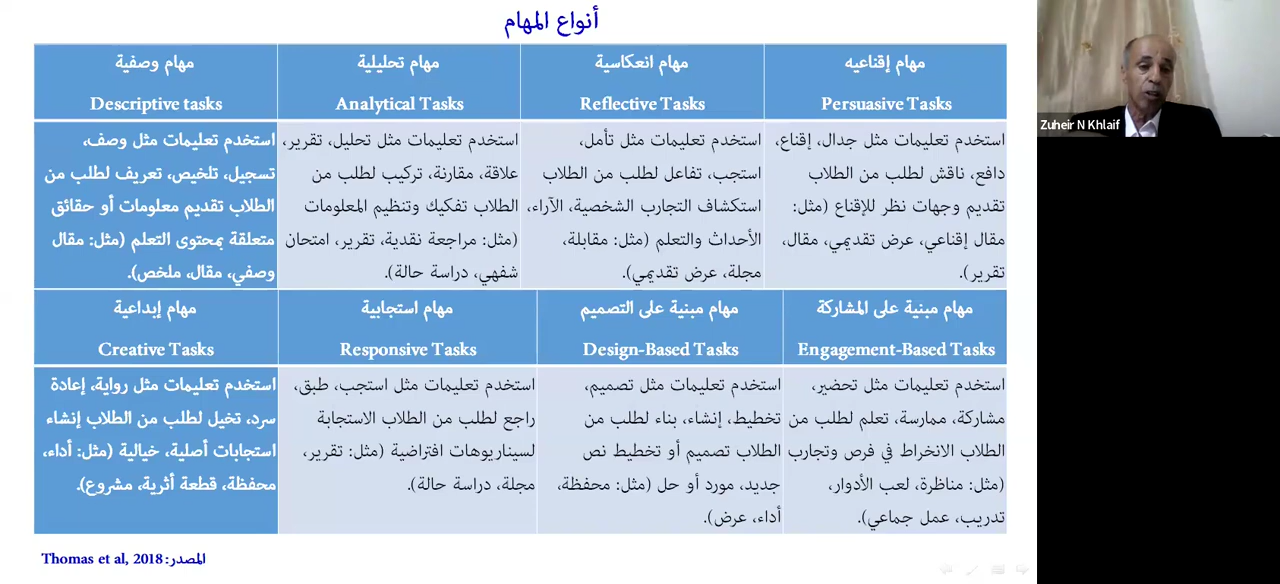 أنواع المهام
مهام إقناعيه
Persuasive Tasks
استخدم تعليمات مثل جدال، إقناع،
دافع، ناقش لطلب من الطلاب
تقديم وجهات نظر للإقناع (مثل:
مقال إقناعي، عرض تقديمي، مقال،
تقرير).
مهام انعكاسية
Reflective Tasks
استخدم تعليمات مثل تأمل،
استجب، تفاعل لطلب من الطلاب
استكشاف التجارب الشخصية، الآراء،
الأحداث والتعلم (مثل: مقابلة،
مجلة، عرض تقديمي).
مهام تحليلية
Analytical Tasks
استخدم تعليمات مثل تحليل، تقرير،
علاقة، مقارنة، تركيب لطلب من
الطلاب تفكيك وتنظيم المعلومات
(مثل: مراجعة نقدية، تقرير، امتحان
شفهي، دراسة حالة).
مهام وصفية
Descriptive tasks
استخدم تعليمات مثل وصف،
تسجيل، تلخيص، تعريف لطلب من
الطلاب تقديم معلومات أو حقائق
متعلقة بمحتوى التعلم (مثل: مقال
وصفي، مقال، ملخص).
مهام مبنية على المشاركة
Engagement-Based Tasks
استخدم تعليمات مثل تحضير،
مشاركة، ممارسة، تعلم لطلب من
الطلاب الانخراط في فرص وتجارب
(مثل: مناظرة، لعب الأدوار،
تدريب، عمل جماعي).
مهام مبنية على التصميم
Design-Based Tasks
استخدم تعليمات مثل تصميم،
تخطيط، إنشاء، بناء لطلب من
الطلاب تصميم أو تخطيط نص
جديد، مورد أو حل (مثل: محفظة،
أداء، عرض).
مهام استجابية
Responsive Tasks
استخدم تعليمات مثل استجب، طبق،
راجع لطلب من الطلاب الاستجابة
لسيناريوهات افتراضية (مثل: تقرير،
مجلة، دراسة حالة).
مهام إبداعية
Creative Tasks
استخدم تعليمات مثل رواية، إعادة
سرد، تخيل لطلب من الطلاب إنشاء
استجابات أصلية، خيالية (مثل: أداء،
محفظة، قطعة أثرية، مشروع).
المصدر: Thomas et al, 2018
Zuheir N Khlaif